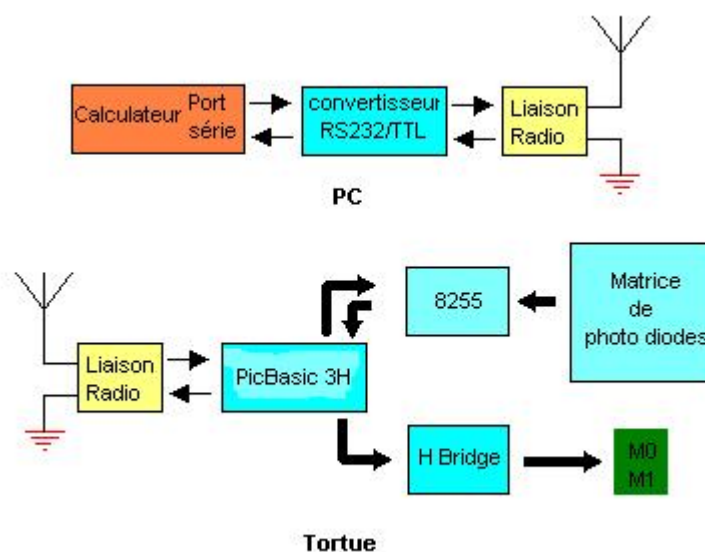 Calculateur Port
série
convertisseur
RS232/TTL
Liaison
Radio
PC
8255
Matrice
de
photo diodes
Liaison
Radio
PicBasic 3H
H Bridge
M0
M1
Tortue